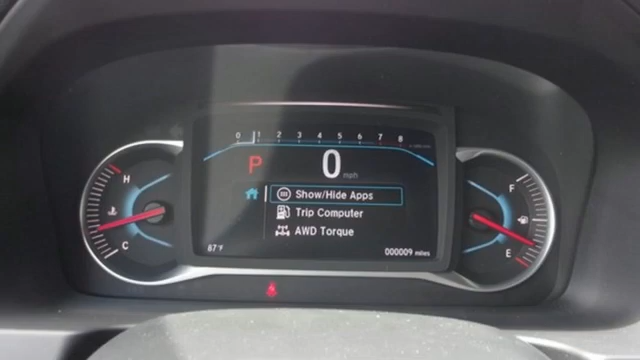 0 1 2 3 4 5 6 7 8
P 0 mph
H
F
Show/Hide Apps
Trip Computer
AWD Torque
C
E
87°F 000009 miles